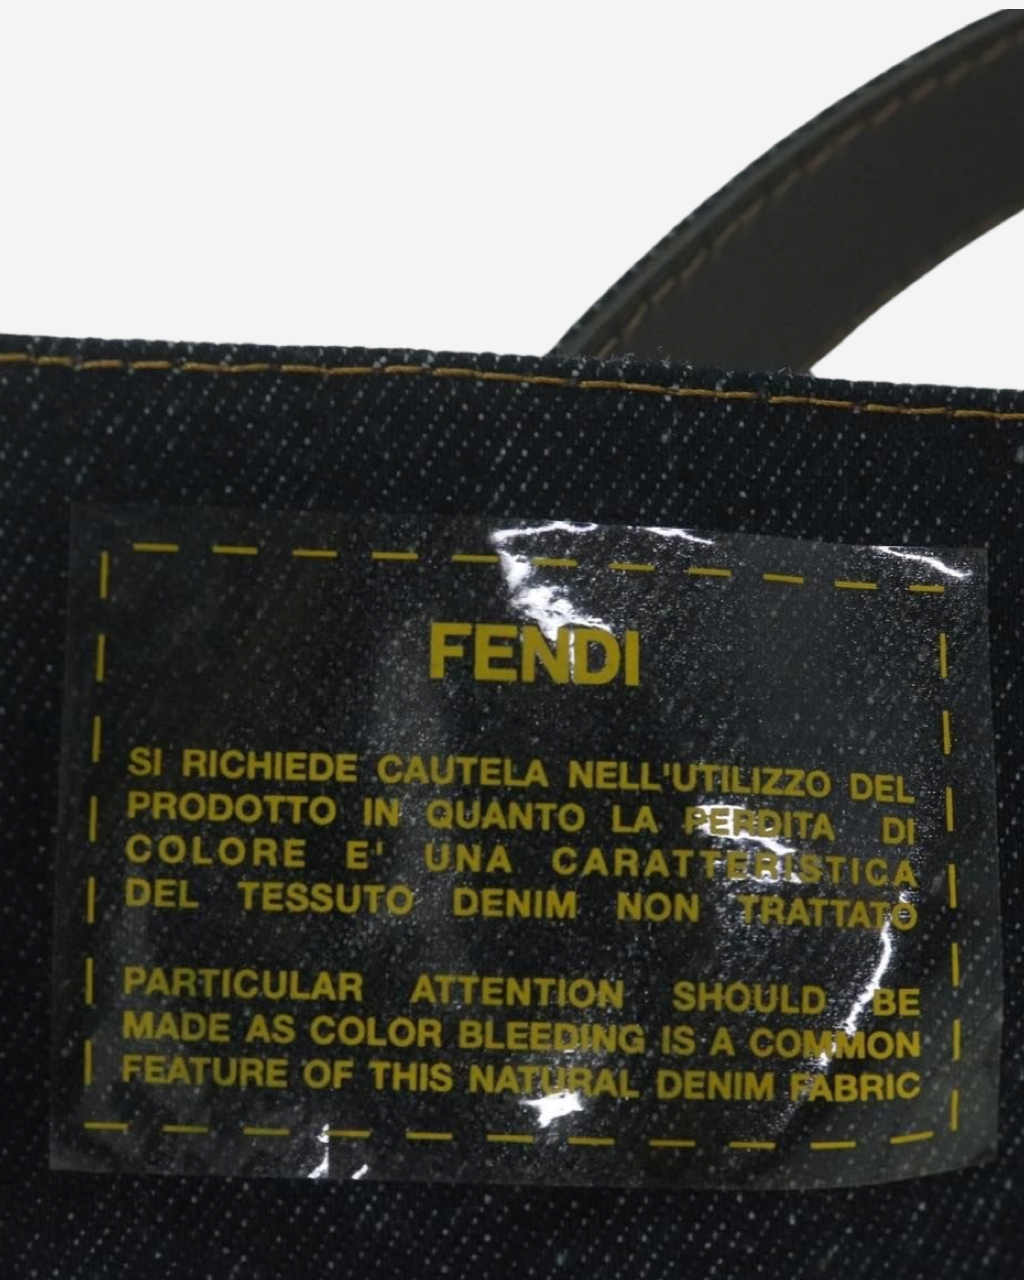 FENDI
SI RICHIEDE CAUTELA NELL'UTILIZZO DEL
PRODOTTO IN QUANTO LA PERDITA DI
COLORE E' UNA CARATTERISTICA
DEL TESSUTO DENIM NON TRATTATO
PARTICULAR ATTENTION SHOULD BE
MADE AS COLOR BLEEDING IS A COMMON
FEATURE OF THIS NATURAL DENIM FABRIC